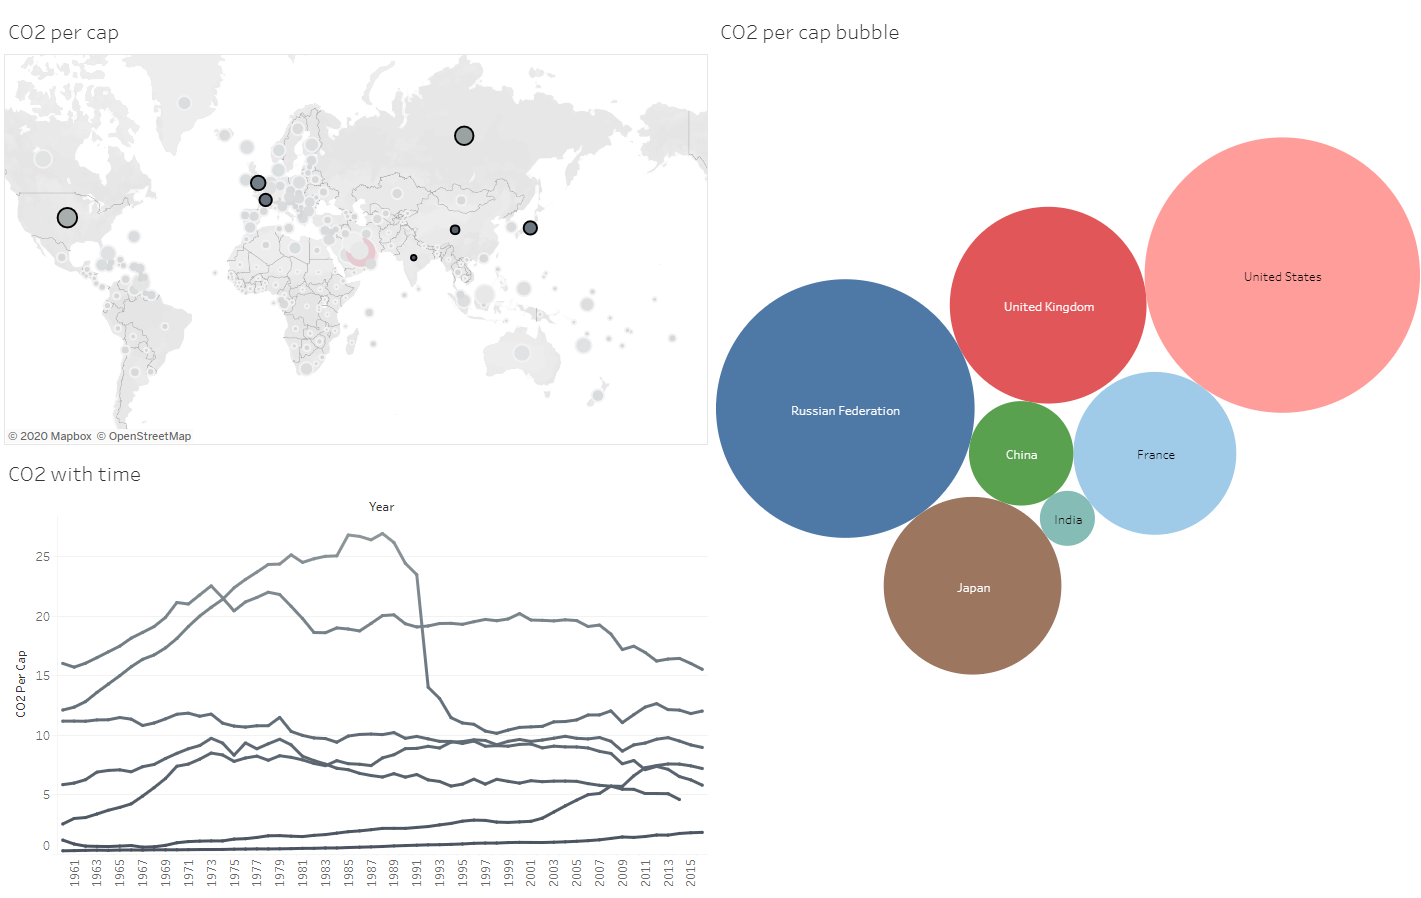 CO2 per cap
© 2020 Mapbox © OpenStreetMap
CO2 with time
Year
CO2 Per Cap
25
20
15
10
5
0
1961
1963
1965
1967
1969
1971
1973
1975
1977
1979
1981
1983
1985
1987
1989
1991
1993
1995
1997
1999
2001
2003
2005
2007
2009
2011
2013
2015
CO2 per cap bubble
United States
United Kingdom
Russian Federation
China
France
India
Japan